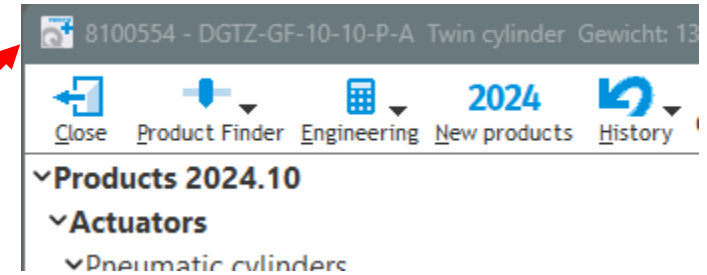 8100554 - DGTZ-GF-10-10-P-A Twin cylinder Gewicht: 13
2024
Close Product Finder Engineering New products History
Products 2024.10
Actuators
Pneumatic cylinders